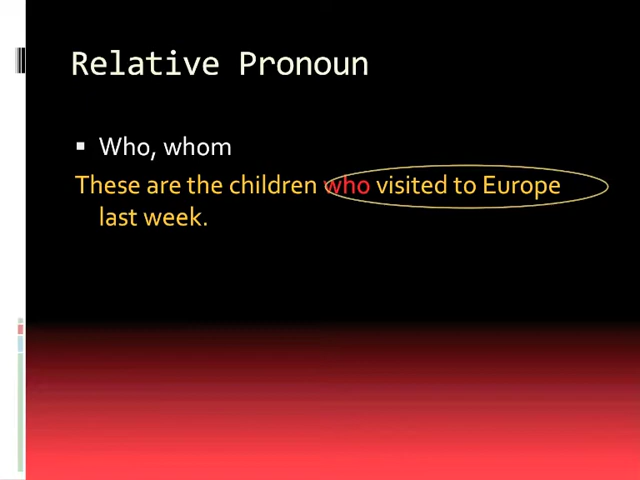 Relative Pronoun
▪ Who, whom
These are the children who visited to Europe
last week.